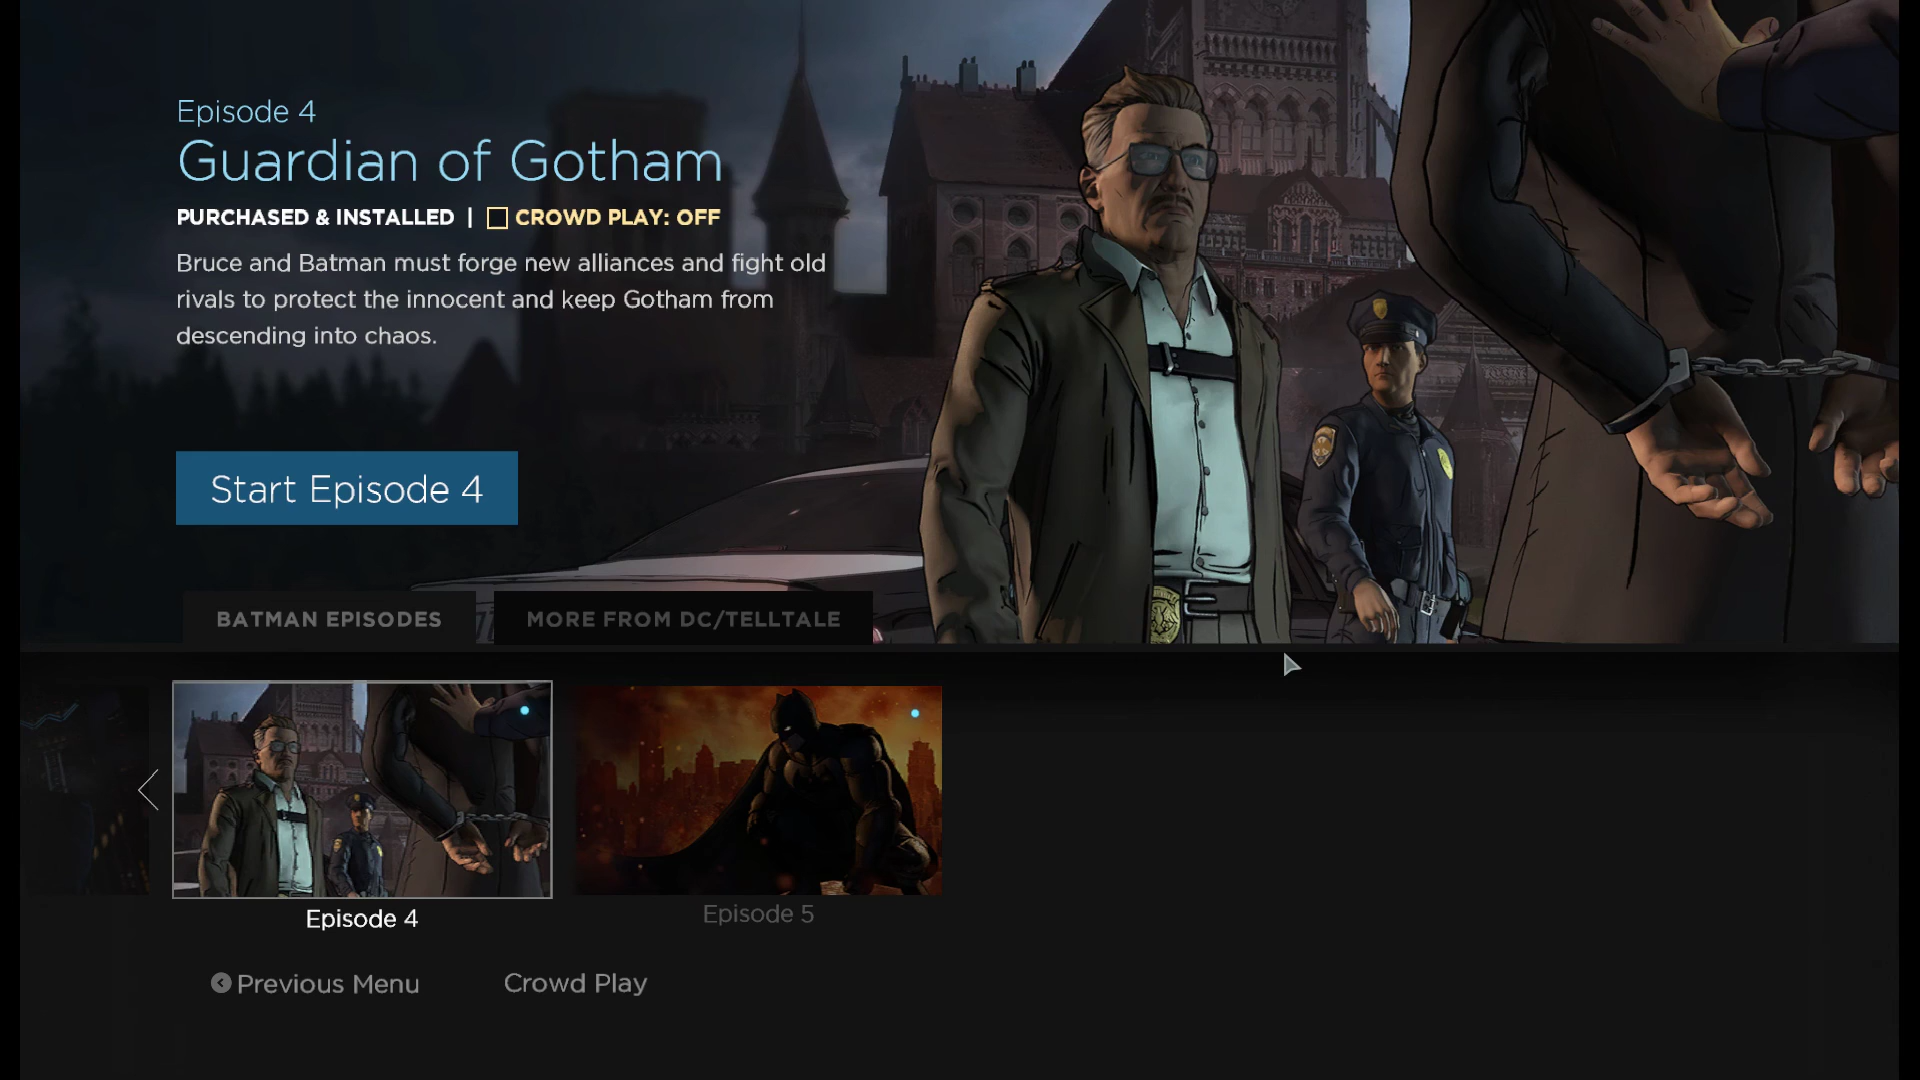 Episode 4
Guardian of Gotham
PURCHASED & INSTALLED | CROWD PLAY: OFF
Bruce and Batman must forge new alliances and fight old
rivals to protect the innocent and keep Gotham from
descending into chaos.
Start Episode 4
BATMAN EPISODES
MORE FROM DC/TELLTALE
Episode 4
Episode 5
Previous Menu
Crowd Play